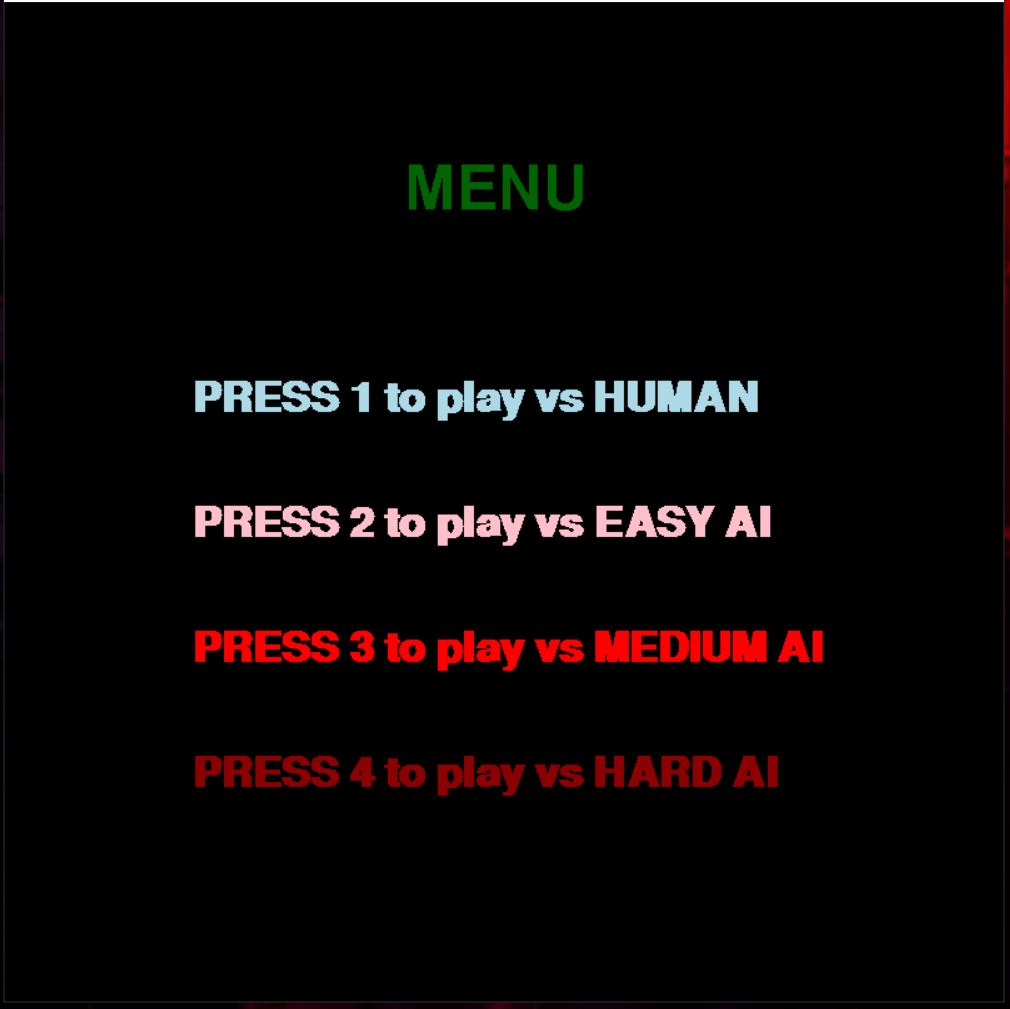 MENU
PRESS 1 to play vs HUMAN
PRESS 2 to play vs EASY AI
PRESS 3 to play vs MEDIUM AI
PRESS 4 to play vs HARD AI